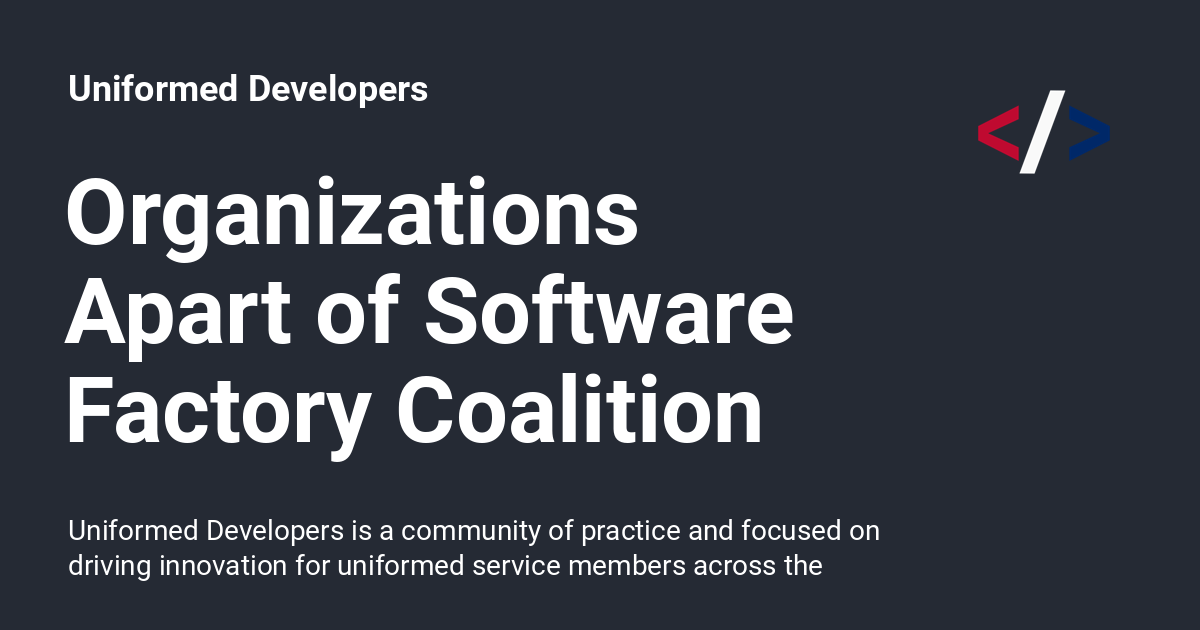 Uniformed Developers
</>
Organizations
Apart of Software
Factory Coalition
Uniformed Developers is a community of practice and focused on
driving innovation for uniformed service members across the